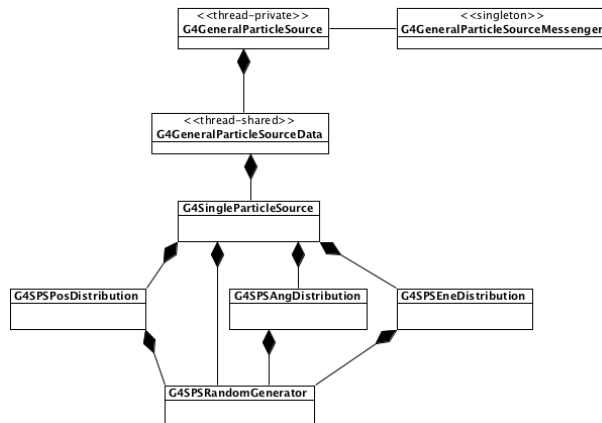 <<thread-private>>
G4GeneralParticleSource
<<singleton>>
G4GeneralParticleSourceMessenger
<<thread-shared>>
G4GeneralParticleSourceData
G4SingleParticleSource
G4SPSPosDistribution
G4SPSAngDistribution
G4SPSEneDistribution
G4SPSRandomGenerator